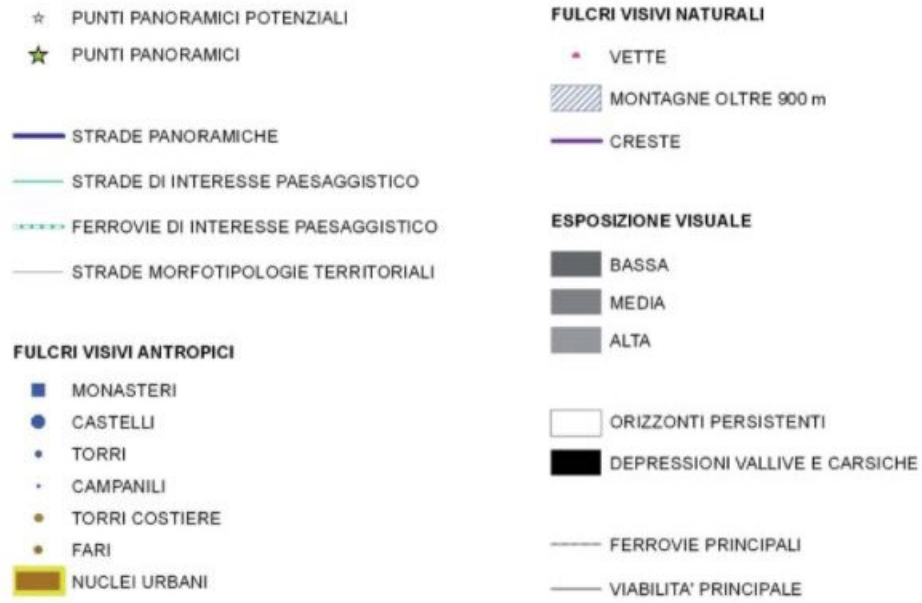 PUNTI PANORAMICI POTENZIALI
PUNTI PANORAMICI
STRADE PANORAMICHE
STRADE DI INTERESSE PAESAGGISTICO
FERROVIE DI INTERESSE PAESAGGISTICO
STRADE MORFOTIPOLOGIE TERRITORIALI
FULCRI VISIVI ANTROPICI
MONASTERI
CASTELLI
TORRI
CAMPANILI
TORRI COSTIERE
FARI
NUCLEI URBANI
FULCRI VISIVI NATURALI
VETTE
MONTAGNE OLTRE 900 m
CRESTE
ESPOSIZIONE VISUALE
BASSA
MEDIA
ALTA
ORIZZONTI PERSISTENTI
DEPRESSIONI VALLIVE E CARSICHE
FERROVIE PRINCIPALI
VIABILITA' PRINCIPALE